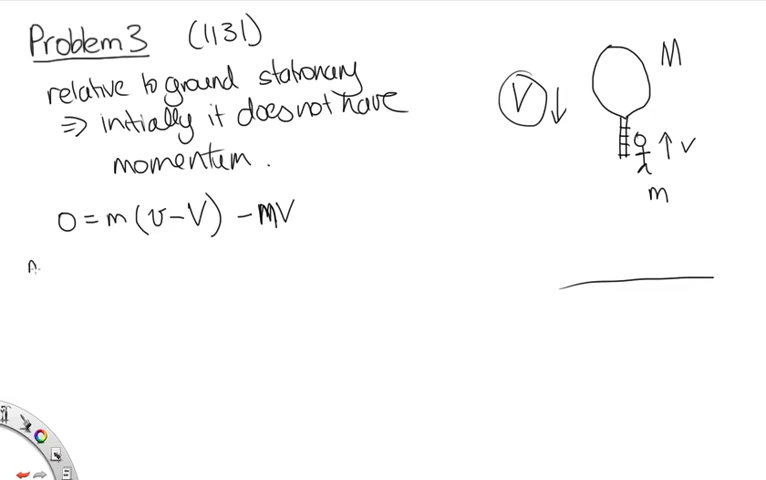 Problem 3 (1131)
relative to ground stationary
⇒ initially it does not have
momentum.
0 = m(v-V) - MV
V ↓
M
↑ v
m